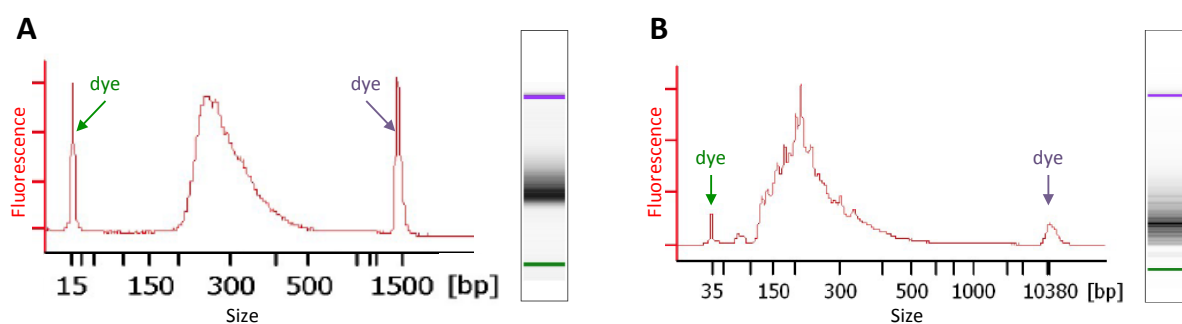 A
dye
dye
Fluorescence
15 150 300 500 1500 [bp]
Size
B
dye
dye
Fluorescence
35 150 300 500 1000 10380 [bp]
Size